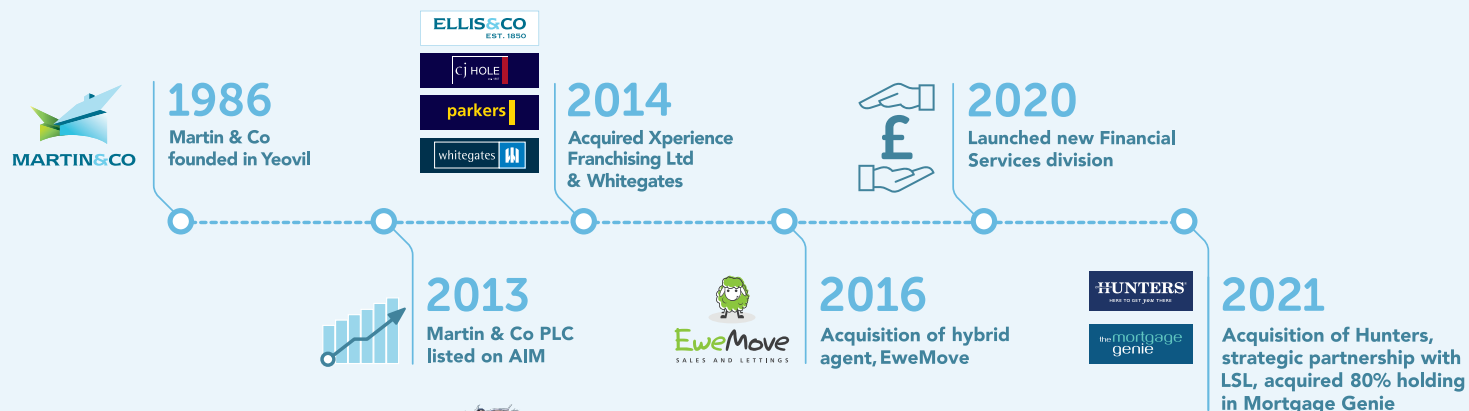 ELLIS&CO
EST. 1850
cj HOLE
parkers
whitegates
MARTIN&CO
1986
Martin & Co
founded in Yeovil
2014
Acquired Xperience
Franchising Ltd
& Whitegates
£
2020
Launched new Financial
Services division
2013
Martin & Co PLC
listed on AIM
EweMove
SALES AND LETTINGS
2016
Acquisition of hybrid
agent, EweMove
HUNTERS
HERE TO GET you THERE
the mortgage
genie
2021
Acquisition of Hunters,
strategic partnership with
LSL, acquired 80% holding
in Mortgage Genie